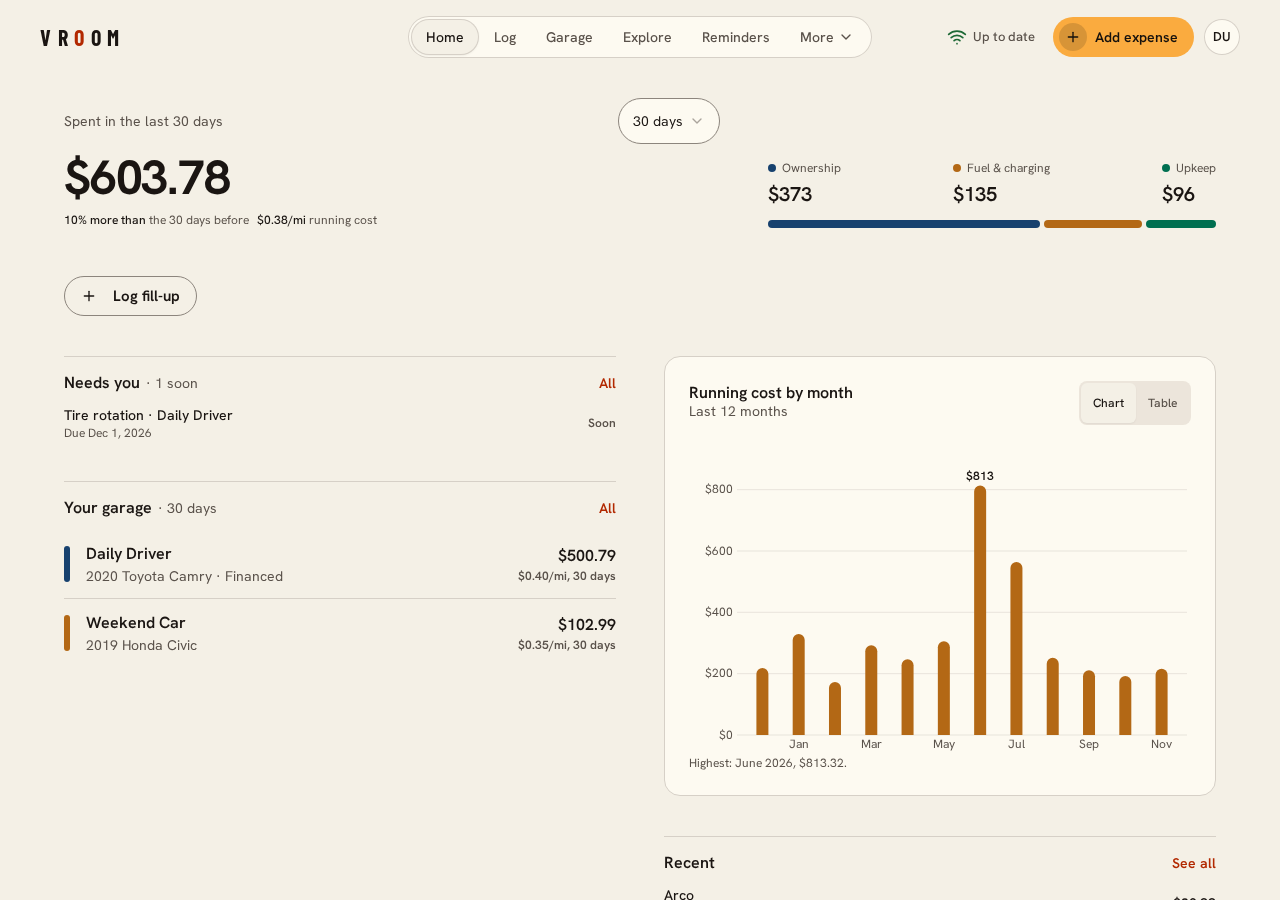 VROOM
Home
Log
Garage
Explore
Reminders
More
Up to date
Add expense
DU
Spent in the last 30 days
30 days
$603.78
10% more than the 30 days before $0.38/mi running cost
Ownership
$373
Fuel & charging
$135
Upkeep
$96
Log fill-up
Needs you · 1 soon
All
Tire rotation · Daily Driver
Due Dec 1, 2026
Soon
Your garage · 30 days
All
Daily Driver
$500.79
2020 Toyota Camry · Financed
$0.40/mi, 30 days
Weekend Car
$102.99
2019 Honda Civic
$0.35/mi, 30 days
Running cost by month
Last 12 months
Chart
Table
$813
$800
$600
$400
$200
$0
Jan
Mar
May
Jul
Sep
Nov
Highest: June 2026, $813.32.
Recent
See all
Arco